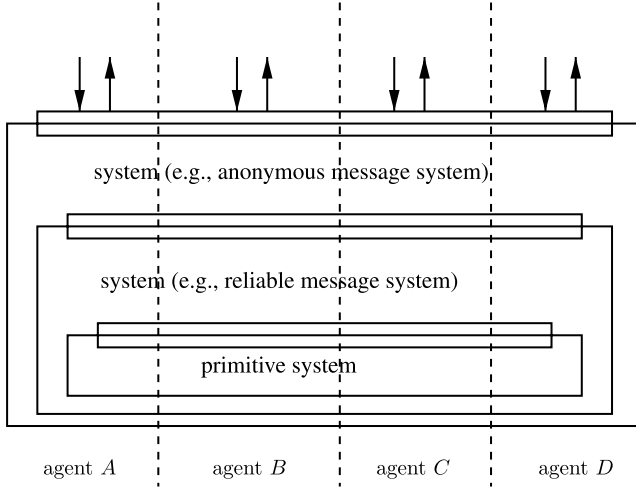 system (e.g., anonymous message system)
system (e.g., reliable message system)
primitive system
agent A agent B agent C agent D